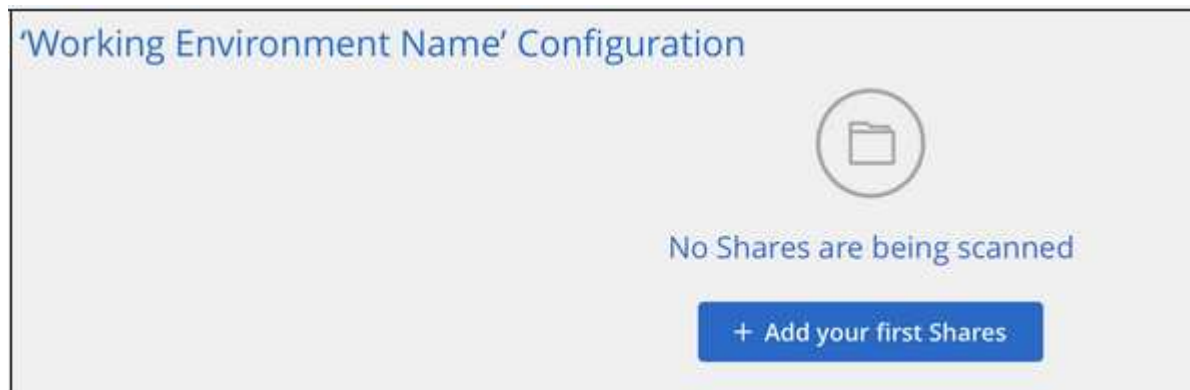 ‘Working Environment Name’ Configuration
No Shares are being scanned
+ Add your first Shares